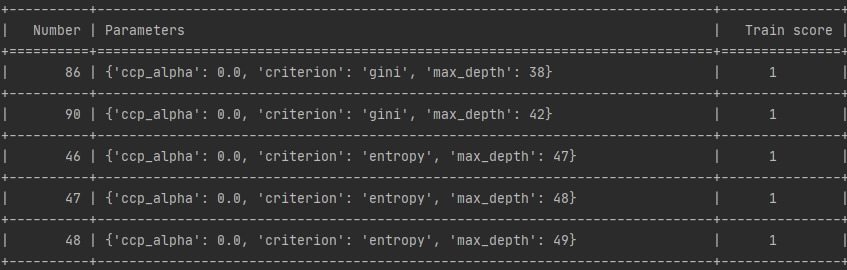 Number | Parameters | Train score
86 | {'ccp_alpha': 0.0, 'criterion': 'gini', 'max_depth': 38} | 1
90 | {'ccp_alpha': 0.0, 'criterion': 'gini', 'max_depth': 42} | 1
46 | {'ccp_alpha': 0.0, 'criterion': 'entropy', 'max_depth': 47} | 1
47 | {'ccp_alpha': 0.0, 'criterion': 'entropy', 'max_depth': 48} | 1
48 | {'ccp_alpha': 0.0, 'criterion': 'entropy', 'max_depth': 49} | 1